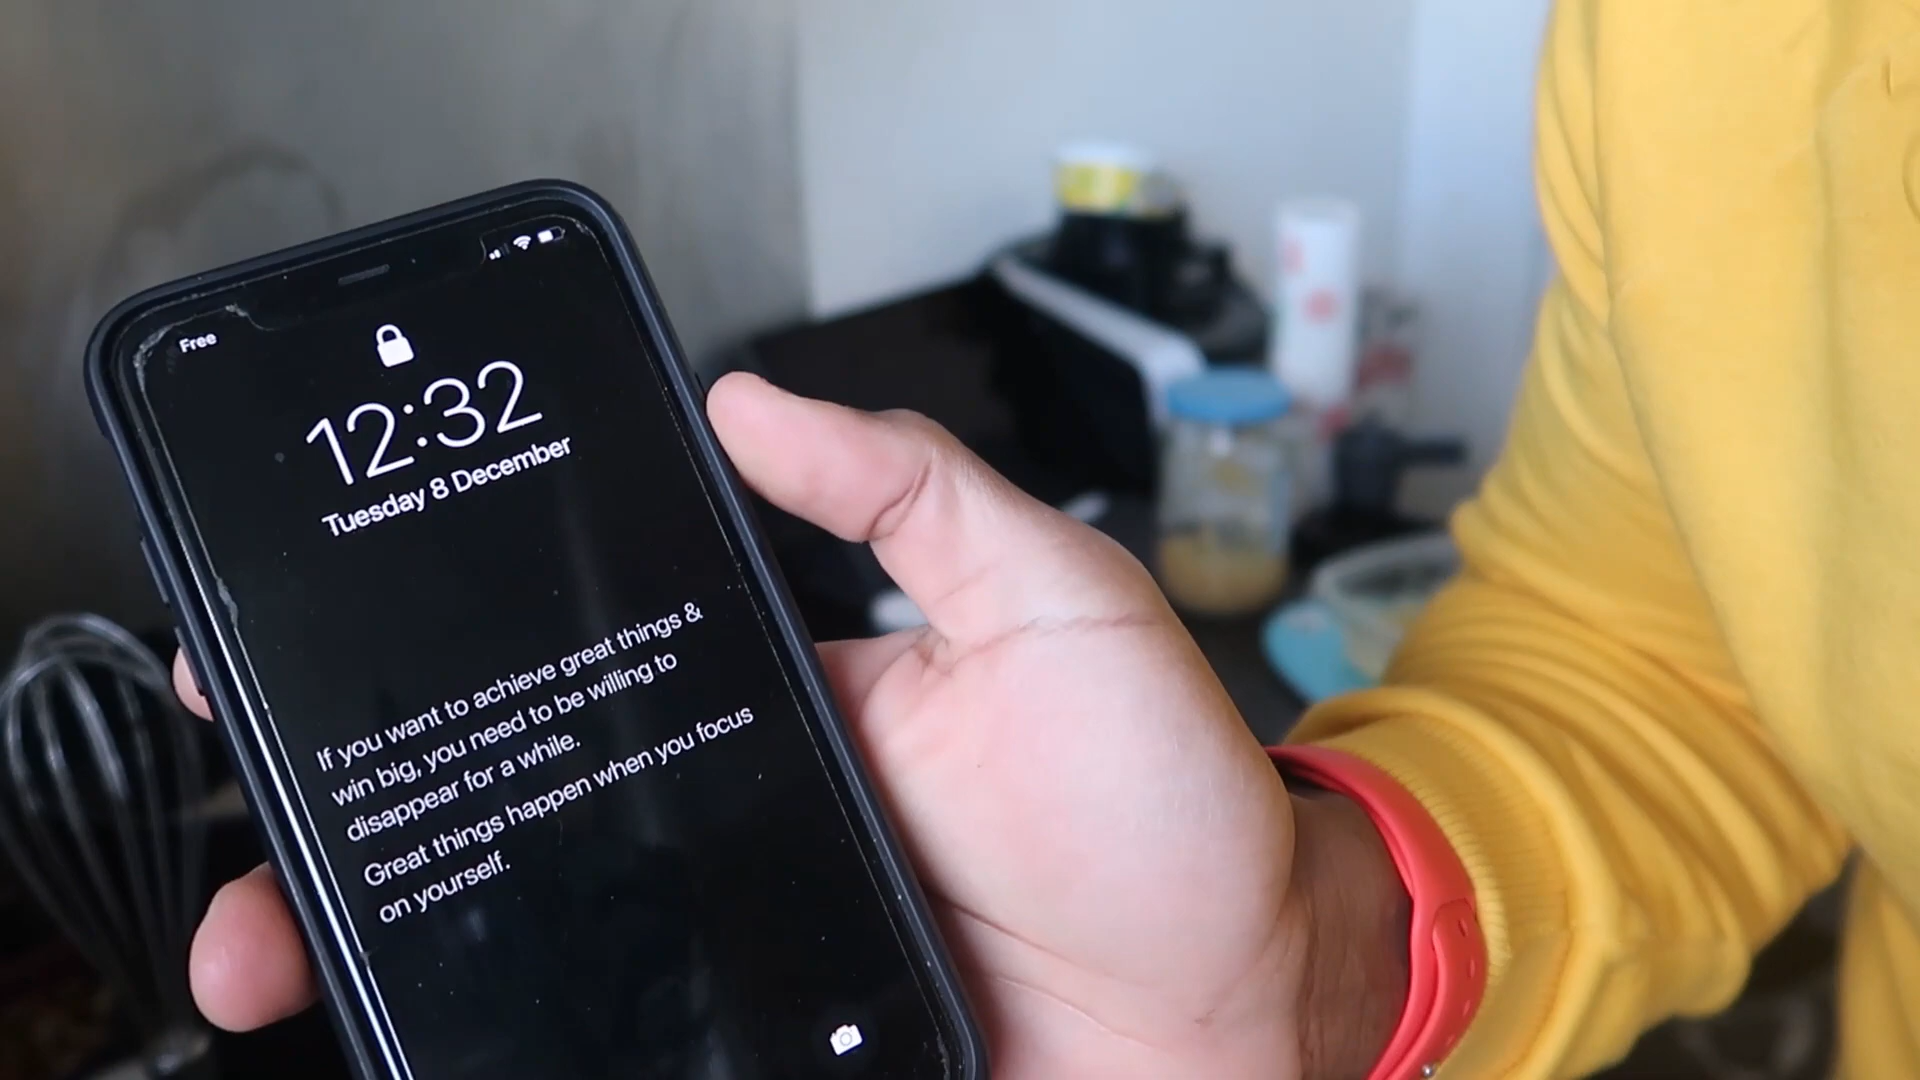 Free
12:32
Tuesday 8 December
If you want to achieve great things &
win big, you need to be willing to
disappear for a while.
Great things happen when you focus
on yourself.